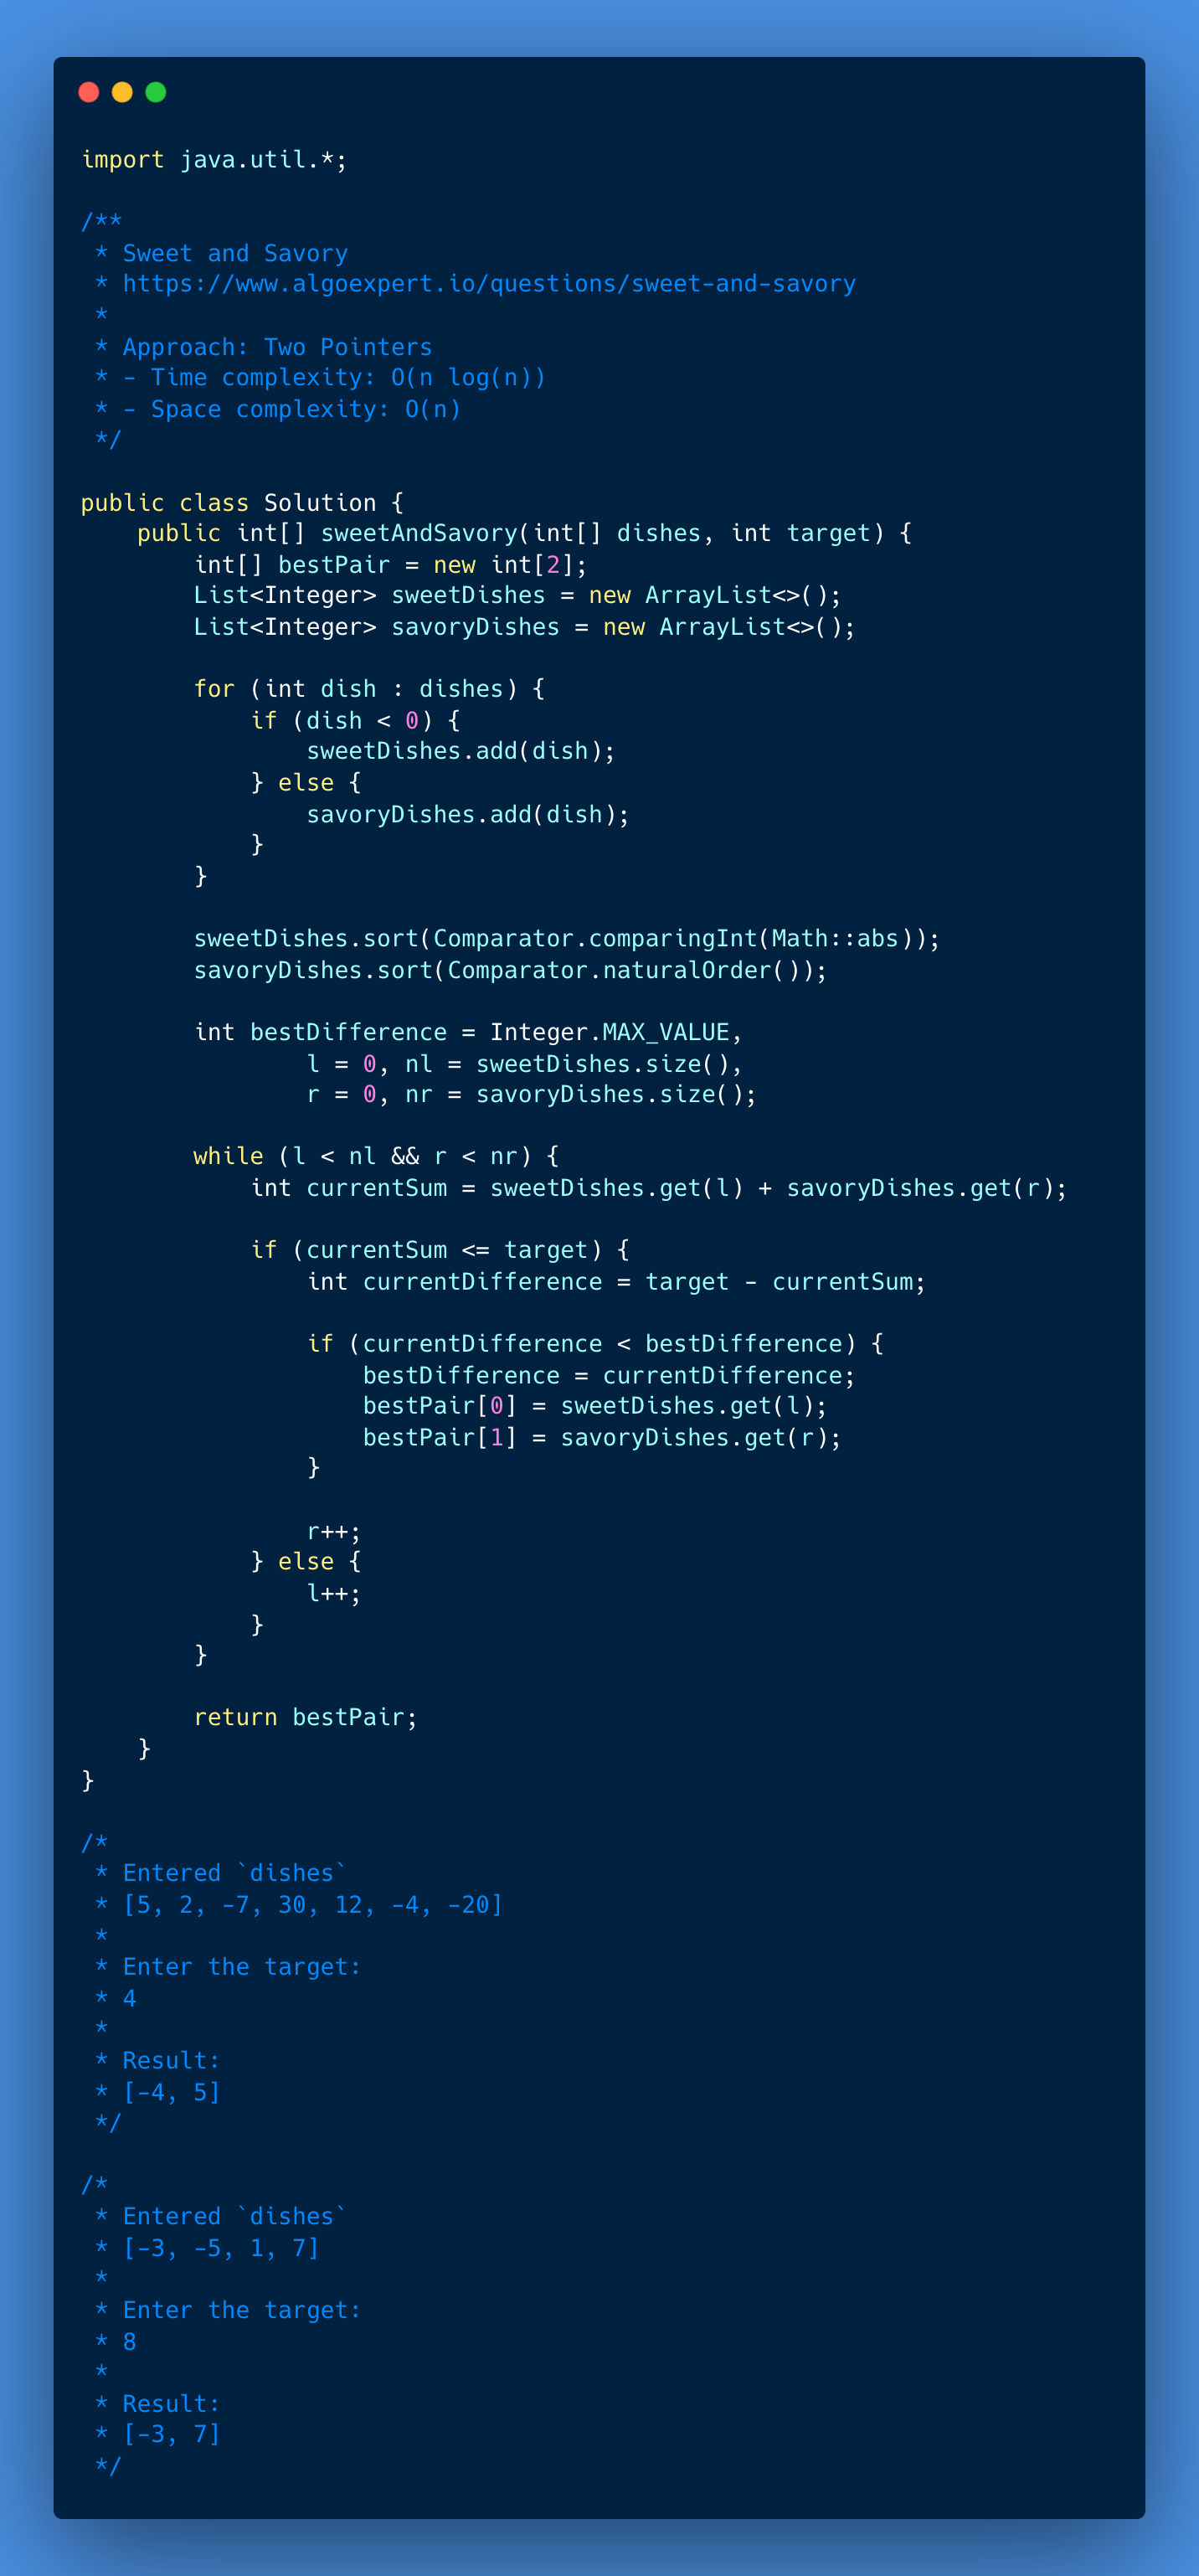 import java.util.*;

/**
 * Sweet and Savory
 * https://www.algoexpert.io/questions/sweet-and-savory
 *
 * Approach: Two Pointers
 * - Time complexity: O(n log(n))
 * - Space complexity: O(n)
 */

public class Solution {
    public int[] sweetAndSavory(int[] dishes, int target) {
        int[] bestPair = new int[2];
        List<Integer> sweetDishes = new ArrayList<>();
        List<Integer> savoryDishes = new ArrayList<>();

        for (int dish : dishes) {
            if (dish < 0) {
                sweetDishes.add(dish);
            } else {
                savoryDishes.add(dish);
            }
        }

        sweetDishes.sort(Comparator.comparingInt(Math::abs));
        savoryDishes.sort(Comparator.naturalOrder());

        int bestDifference = Integer.MAX_VALUE,
                l = 0, nl = sweetDishes.size(),
                r = 0, nr = savoryDishes.size();

        while (l < nl && r < nr) {
            int currentSum = sweetDishes.get(l) + savoryDishes.get(r);

            if (currentSum <= target) {
                int currentDifference = target - currentSum;

                if (currentDifference < bestDifference) {
                    bestDifference = currentDifference;
                    bestPair[0] = sweetDishes.get(l);
                    bestPair[1] = savoryDishes.get(r);
                }

                r++;
            } else {
                l++;
            }
        }

        return bestPair;
    }
}

/*
 * Entered `dishes`
 * [5, 2, -7, 30, 12, -4, -20]
 *
 * Enter the target:
 * 4
 *
 * Result:
 * [-4, 5]
 */

/*
 * Entered `dishes`
 * [-3, -5, 1, 7]
 *
 * Enter the target:
 * 8
 *
 * Result:
 * [-3, 7]
 */